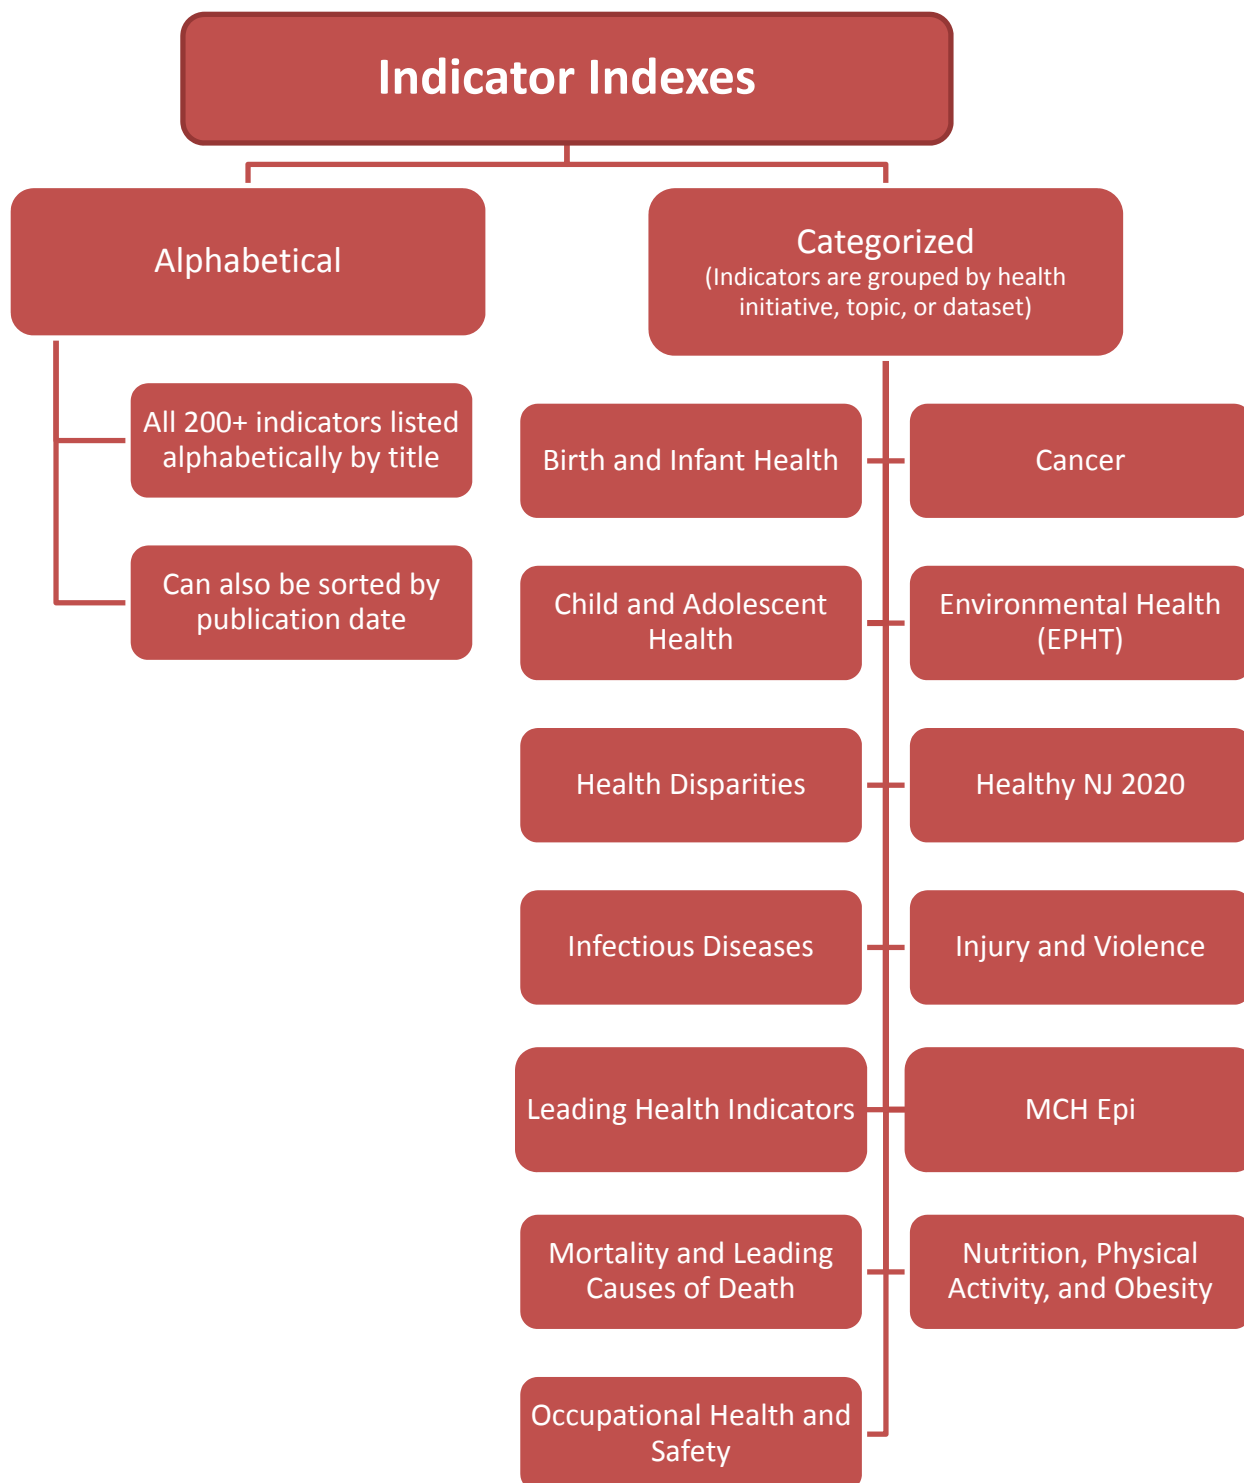 Indicator Indexes
Alphabetical
All 200+ indicators listed
alphabetically by title
Can also be sorted by
publication date
Categorized
(Indicators are grouped by health
initiative, topic, or dataset)
Birth and Infant Health
Cancer
Child and Adolescent
Health
Environmental Health
(EPHT)
Health Disparities
Healthy NJ 2020
Infectious Diseases
Injury and Violence
Leading Health Indicators
MCH Epi
Mortality and Leading
Causes of Death
Nutrition, Physical
Activity, and Obesity
Occupational Health and
Safety